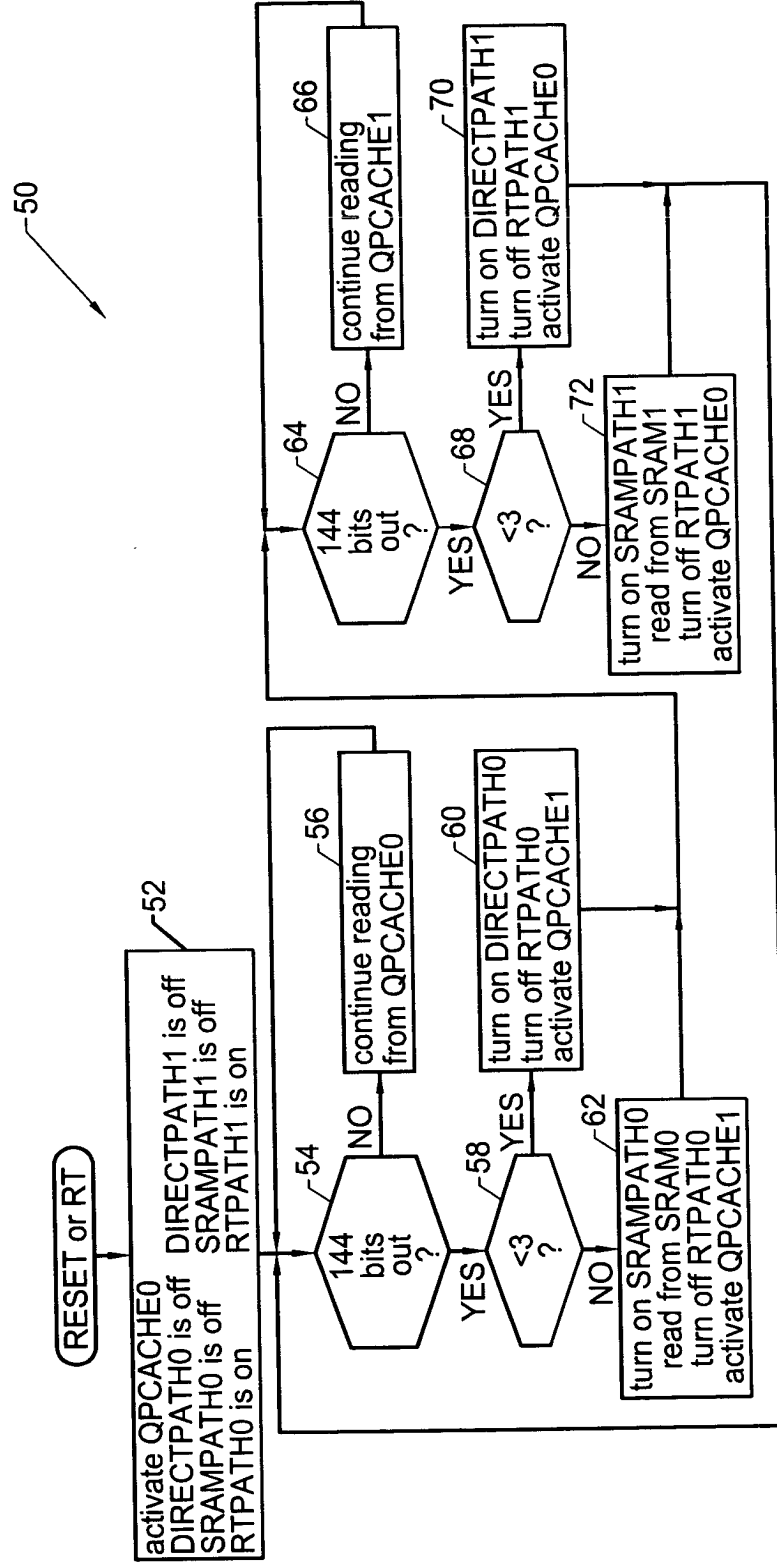 50
RESET or RT
52
activate QPCACHE0
DIRECTPATH0 is off DIRECTPATH1 is off
SRAMPATH0 is off SRAMPATH1 is off
RTPATH0 is on RTPATH1 is on
54
144
bits
out
?
NO
56
continue reading
from QPCACHE0
YES
58
<3
?
YES
60
turn on DIRECTPATH0
turn off RTPATH0
activate QPCACHE1
NO
62
turn on SRAMPATH0
read from SRAM0
turn off RTPATH0
activate QPCACHE1
64
144
bits
out
?
NO
66
continue reading
from QPCACHE1
YES
68
<3
?
YES
70
turn on DIRECTPATH1
turn off RTPATH1
activate QPCACHE0
NO
72
turn on SRAMPATH1
read from SRAM1
turn off RTPATH1
activate QPCACHE0